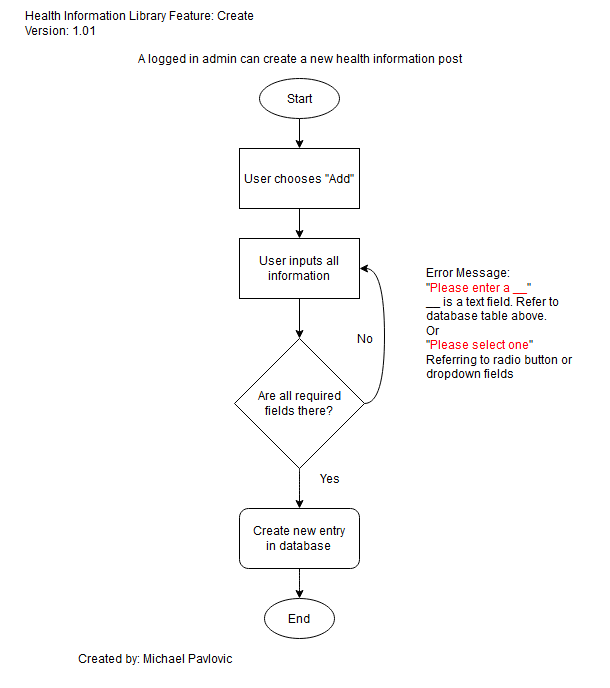 Health Information Library Feature: Create
Version: 1.01
A logged in admin can create a new health information post
Start
User chooses "Add"
User inputs all
information
Error Message:
"Please enter a __"
__ is a text field. Refer to
database table above.
Or
"Please select one"
Referring to radio button or
dropdown fields
No
Are all required
fields there?
Yes
Create new entry
in database
End
Created by: Michael Pavlovic